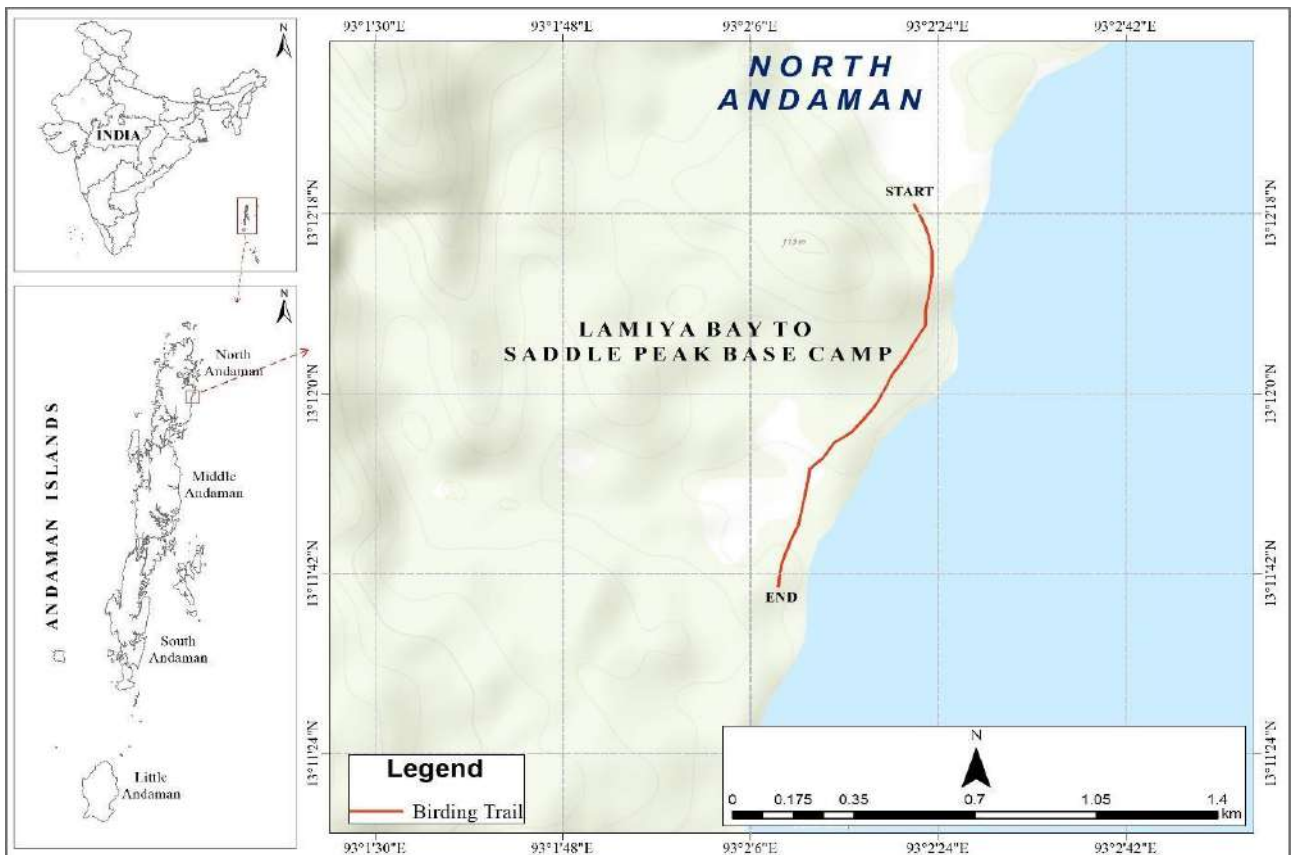 N
INDIA
N
North
Andaman
Middle
Andaman
South
Andaman
Little
Andaman
ANDAMAN ISLANDS
93°1'30"E 93°1'48"E 93°2'6"E 93°2'24"E 93°2'42"E
NORTH
ANDAMAN
START
13°12'18"N 13°12'18"N
LAMIYA BAY TO
SADDLE PEAK BASE CAMP
13°12'0"N 13°12'0"N
13°11'42"N 13°11'42"N
END
13°11'24"N 13°11'24"N
Legend
Birding Trail
N
0 0.175 0.35 0.7 1.05 1.4
km
93°1'30"E 93°1'48"E 93°2'6"E 93°2'24"E 93°2'42"E